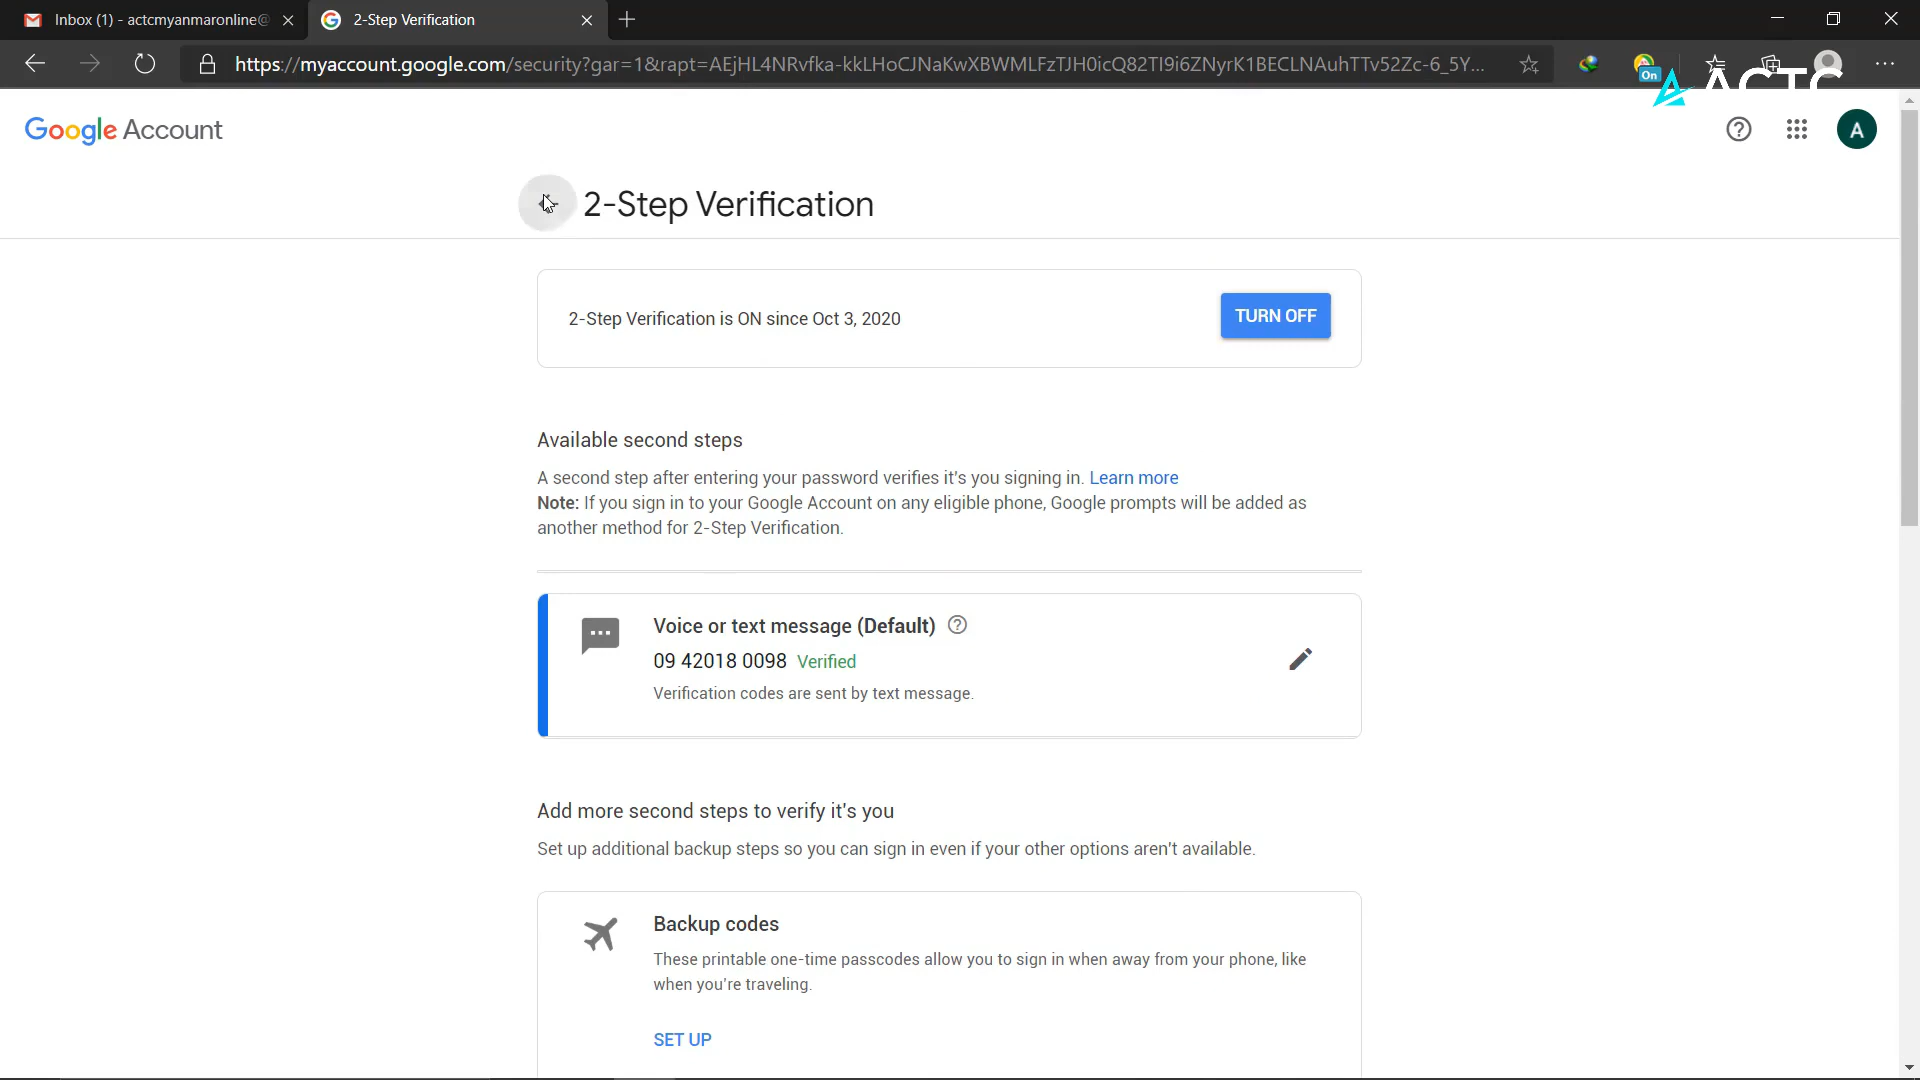 Inbox (1) - actcmyanmaronline@
2-Step Verification
https://myaccount.google.com/security?gar=1&rapt=AEjHL4NRvfka-kkLHoCJNaKwXBWMLFzTJH0icQ82TI9i6ZNyrK1BECLNAuhTTv52Zc-6_5Y...
On
ACTC
Google Account
A
2-Step Verification
2-Step Verification is ON since Oct 3, 2020
TURN OFF
Available second steps
A second step after entering your password verifies it's you signing in. Learn more
Note: If you sign in to your Google Account on any eligible phone, Google prompts will be added as
another method for 2-Step Verification.
Voice or text message (Default)
09 42018 0098 Verified
Verification codes are sent by text message.
Add more second steps to verify it's you
Set up additional backup steps so you can sign in even if your other options aren't available.
Backup codes
These printable one-time passcodes allow you to sign in when away from your phone, like
when you're traveling.
SET UP